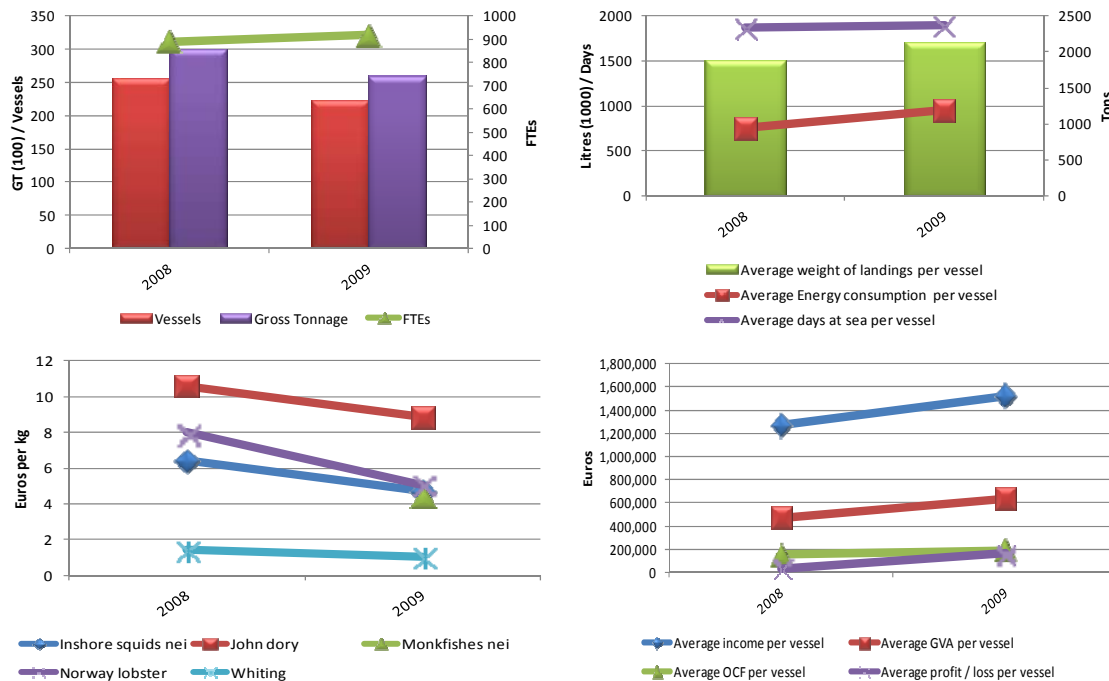 GT (100) / Vessels
350
300
250
200
150
100
50
0
1000
900
800
700
600
500
400
300
200
100
0
FTEs
2008
2009
Vessels
Gross Tonnage
FTEs
Litres (1000) / Days
2000
1500
1000
500
0
2500
2000
1500
1000
500
0
Tons
2008
2009
Average weight of landings per vessel
Average Energy consumption per vessel
Average days at sea per vessel
Euros per kg
12
10
8
6
4
2
0
2008
2009
Inshore squids nei
John dory
Monkfishes nei
Norway lobster
Whiting
Euros
1,800,000
1,600,000
1,400,000
1,200,000
1,000,000
800,000
600,000
400,000
200,000
0
2008
2009
Average income per vessel
Average GVA per vessel
Average OCF per vessel
Average profit / loss per vessel